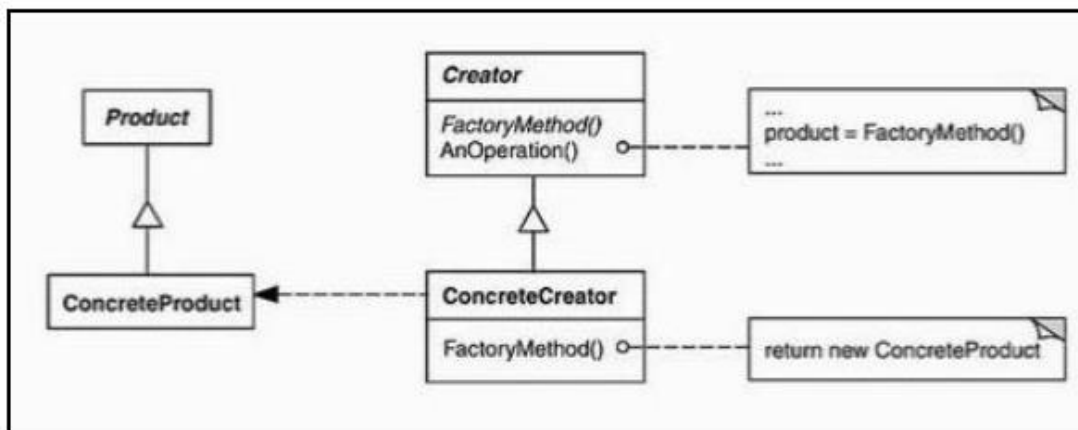 Product
ConcreteProduct
Creator
FactoryMethod()
AnOperation()
...
product = FactoryMethod()
...
ConcreteCreator
FactoryMethod()
return new ConcreteProduct